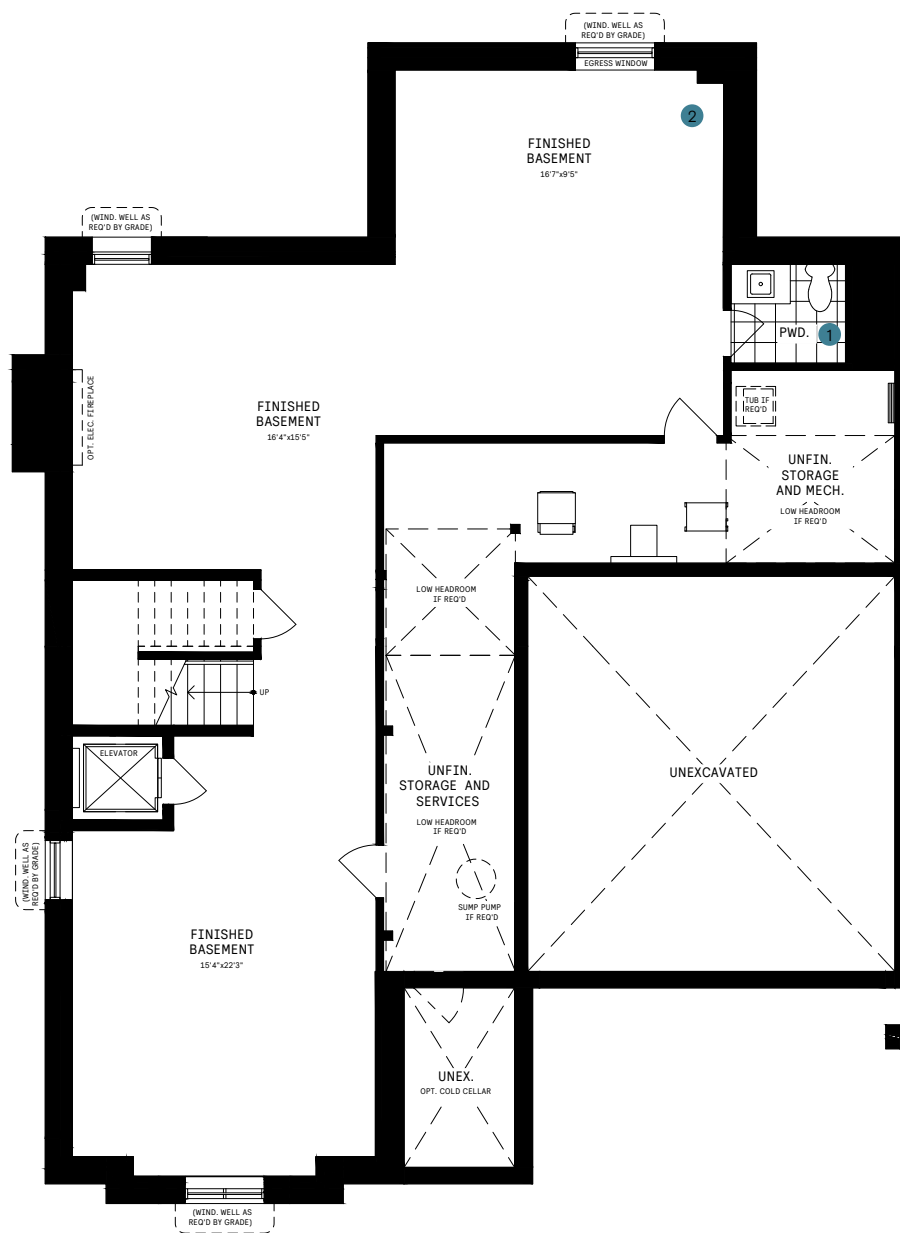 (WIND. WELL AS
REQ'D BY GRADE)
EGRESS WINDOW
2
FINISHED
BASEMENT
16'7"x9'5"
(WIND. WELL AS
REQ'D BY GRADE)
PWD.
1
OPT. ELEC. FIREPLACE
FINISHED
BASEMENT
16'4"x15'5"
TUB IF
REQ'D
UNFIN.
STORAGE
AND MECH.
LOW HEADROOM
IF REQ'D
LOW HEADROOM
IF REQ'D
UP
ELEVATOR
UNFIN.
STORAGE AND
SERVICES
LOW HEADROOM
IF REQ'D
UNEXCAVATED
(WIND. WELL AS
REQ'D BY GRADE)
SUMP PUMP
IF REQ'D
FINISHED
BASEMENT
15'4"x22'3"
UNEX.
OPT. COLD CELLAR
(WIND. WELL AS
REQ'D BY GRADE)